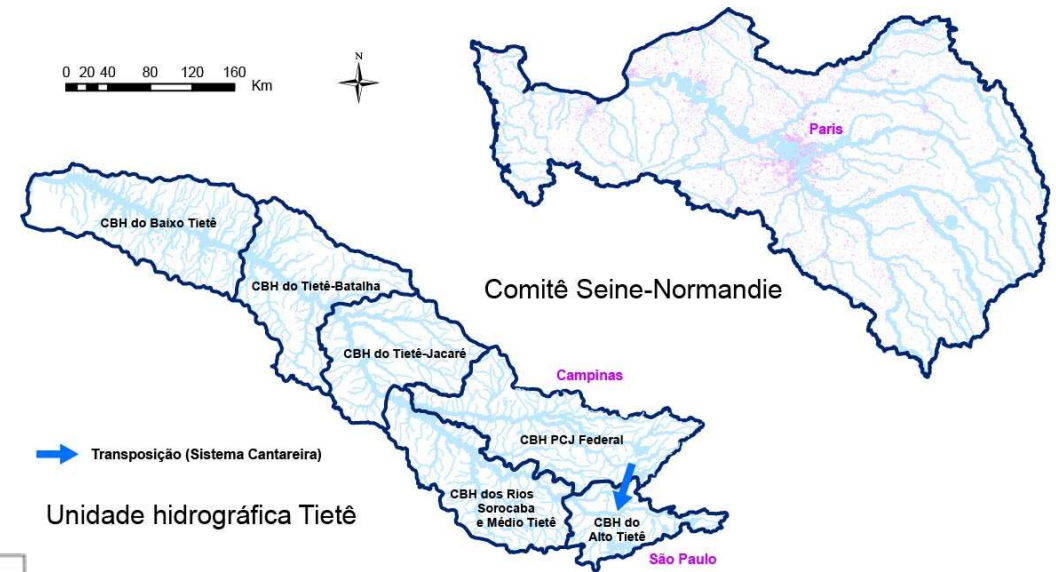 0 20 40 80 120 160
Km
N
Paris
CBH do Baixo Tietê
CBH do Tietê-Batalha
Comitê Seine-Normandie
CBH do Tietê-Jacaré
Campinas
CBH PCJ Federal
Transposição (Sistema Cantareira)
CBH dos Rios
Sorocaba
e Médio Tietê
Unidade hidrográfica Tietê
CBH do
Alto Tietê
São Paulo